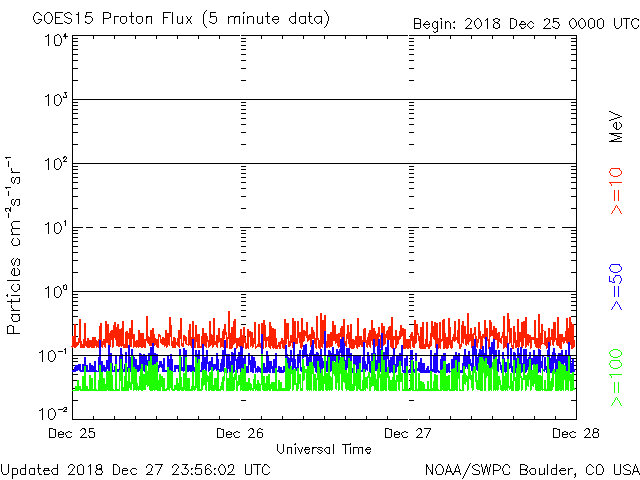 GOES15 Proton Flux (5 minute data)
Begin: 2018 Dec 25 0000 UTC
10⁴
10³
10²
10¹
10⁰
10⁻¹
10⁻²
Particles cm⁻²s⁻¹sr⁻¹
MeV
>=10
>=50
>=100
Dec 25
Dec 26
Dec 27
Dec 28
Universal Time
Updated 2018 Dec 27 23:56:02 UTC
NOAA/SWPC Boulder, CO USA